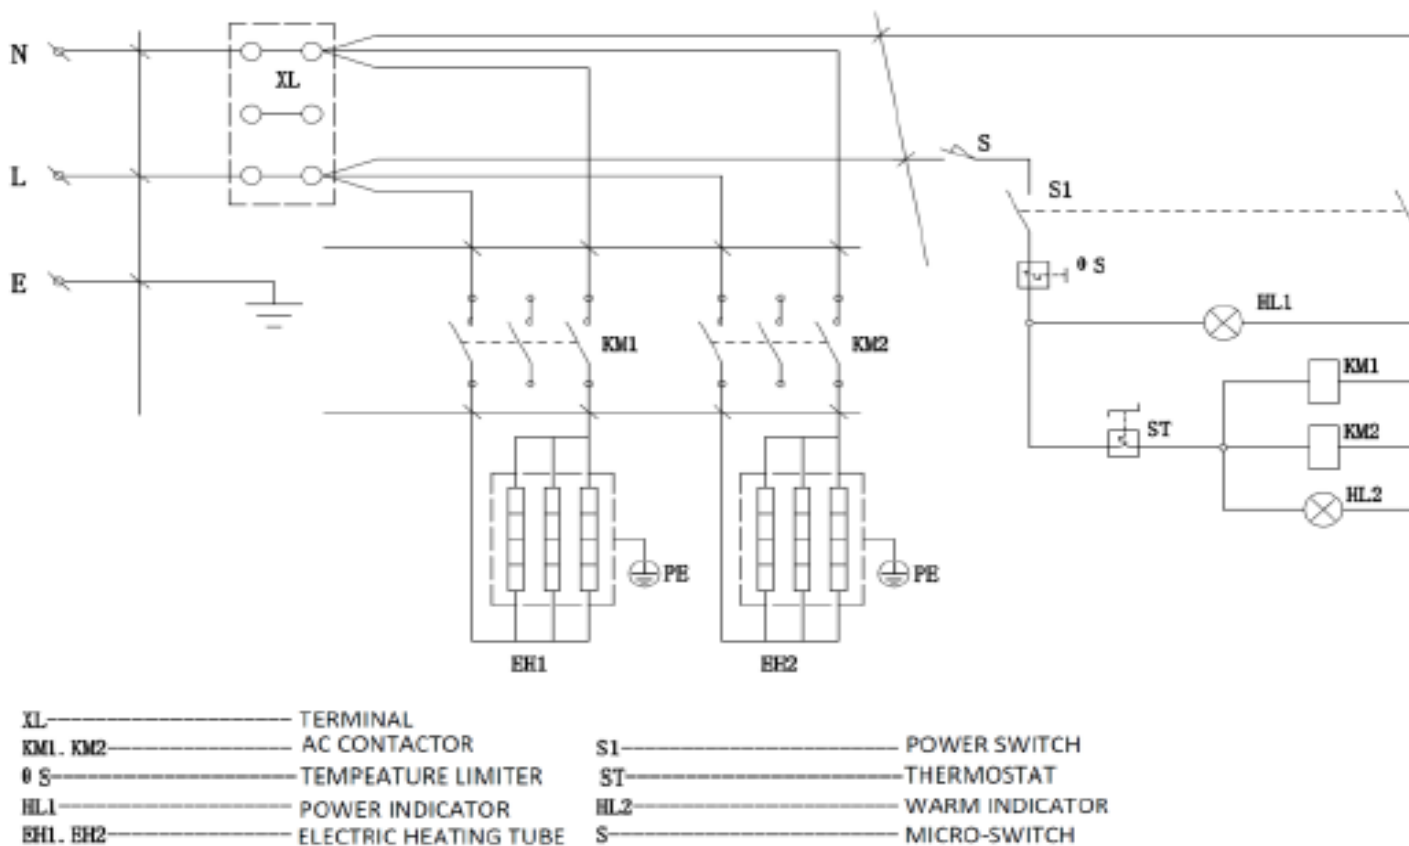 N
XL
L
S
S1
E
θ S
HL1
KM1
KM2
KM1
ST
KM2
HL2
PE
PE
EH1
EH2
XL TERMINAL
KM1. KM2 AC CONTACTOR
θ S TEMPEATURE LIMITER
HL1 POWER INDICATOR
EH1. EH2 ELECTRIC HEATING TUBE
S1 POWER SWITCH
ST THERMOSTAT
HL2 WARM INDICATOR
S MICRO-SWITCH